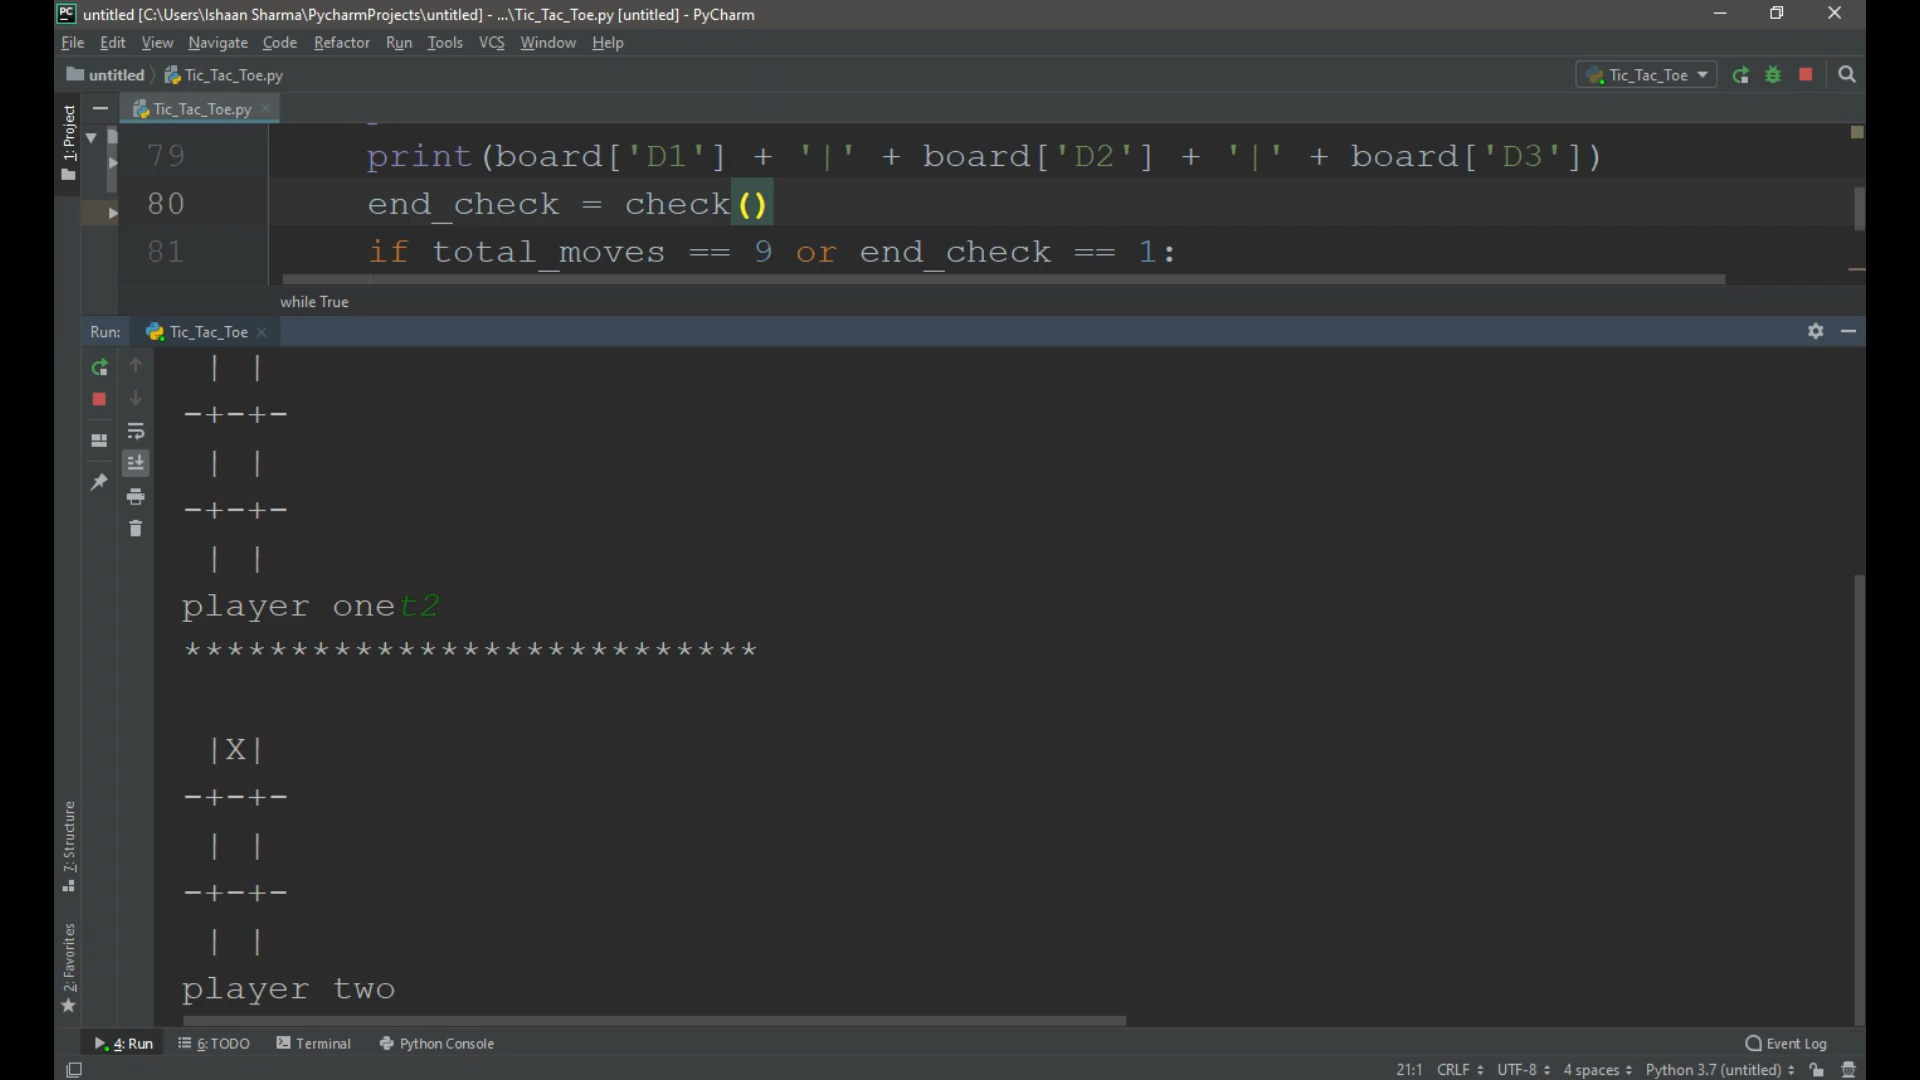 PC untitled [C:\Users\Ishaan Sharma\PycharmProjects\untitled] - ...\Tic_Tac_Toe.py [untitled] - PyCharm
File Edit View Navigate Code Refactor Run Tools VCS Window Help
untitled Tic_Tac_Toe.py Tic_Tac_Toe
1: Project
Tic_Tac_Toe.py
79 print(board['D1'] + '|' + board['D2'] + '|' + board['D3'])
80 end_check = check()
81 if total_moves == 9 or end_check == 1:
while True
Run: Tic_Tac_Toe
| |
-+-+-
| |
-+-+-
| |
player onet2
***************************
|X|
-+-+-
| |
-+-+-
| |
player two
7: Structure
2: Favorites
4: Run 6: TODO Terminal Python Console Event Log
21:1 CRLF UTF-8 4 spaces Python 3.7 (untitled)